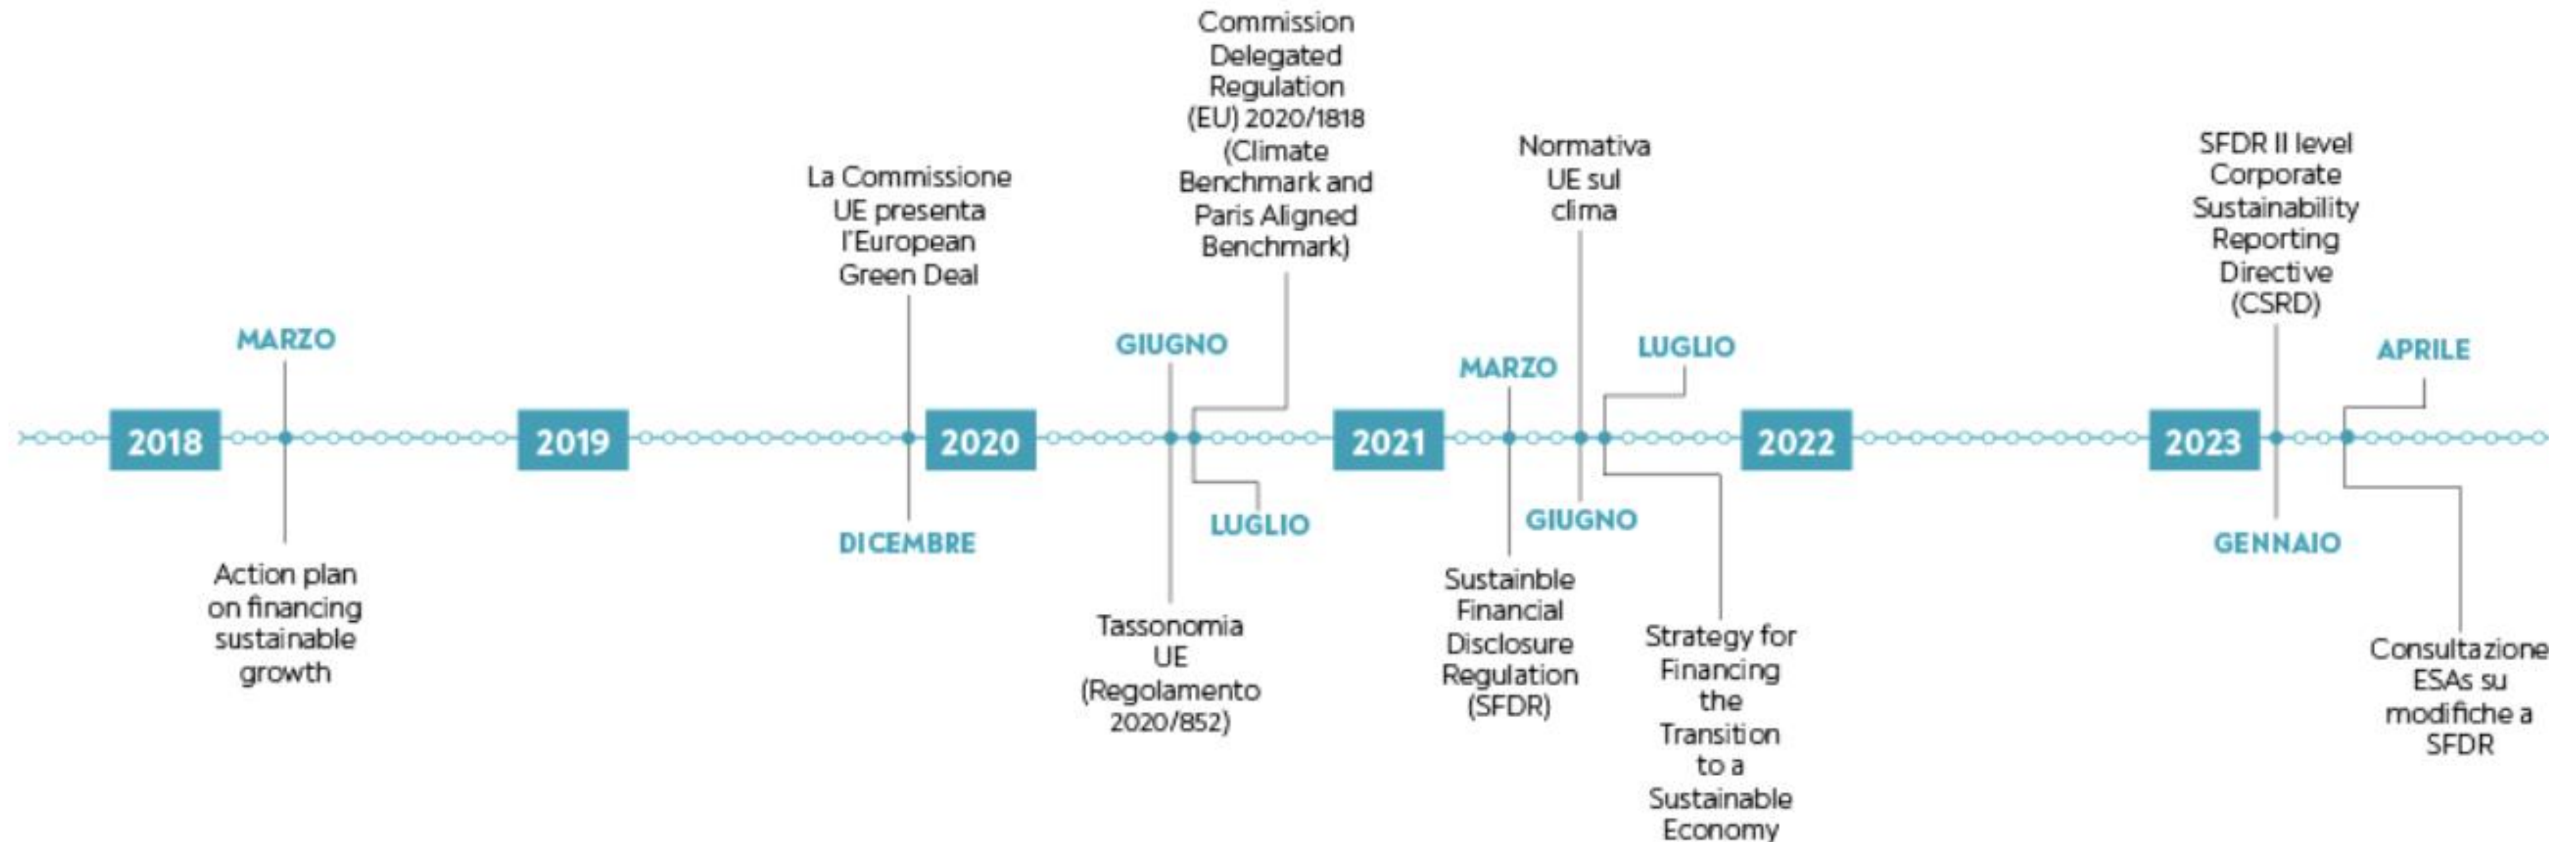 2018
MARZO
Action plan
on financing
sustainable
growth
2019
La Commissione
UE presenta
l'European
Green Deal
DICEMBRE
2020
GIUGNO
Tassonomia
UE
(Regolamento
2020/852)
Commission
Delegated
Regulation
(EU) 2020/1818
(Climate
Benchmark and
Paris Aligned
Benchmark)
LUGLIO
2021
MARZO
Sustainble
Financial
Disclosure
Regulation
(SFDR)
Normativa
UE sul
clima
GIUGNO
LUGLIO
Strategy for
Financing
the
Transition
to a
Sustainable
Economy
2022
2023
SFDR II level
Corporate
Sustainability
Reporting
Directive
(CSRD)
GENNAIO
APRILE
Consultazione
ESAs su
modifiche a
SFDR